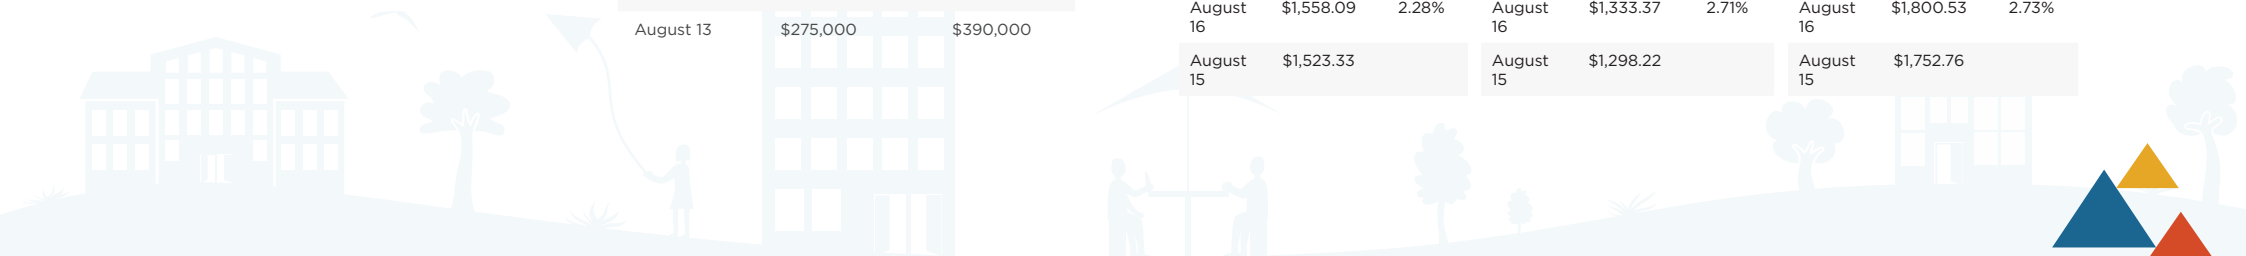 August 13 $275,000 $390,000
August $1,558.09 2.28%
16
August
15 $1,523.33
August $1,333.37 2.71%
16
August $1,298.22
15
August $1,800.53 2.73%
16
August $1,752.76
15